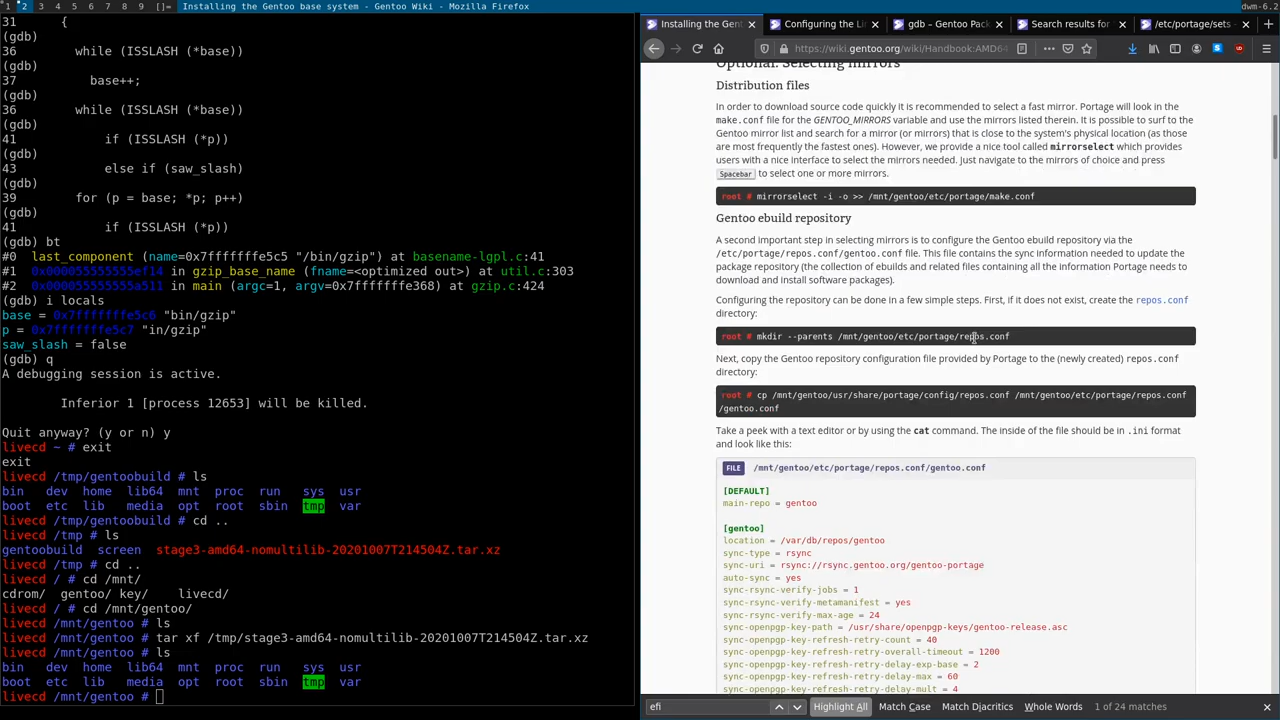 1 2 3 4 5 6 7 8 9 []= Installing the Gentoo base system - Gentoo Wiki - Mozilla Firefox dwm-6.2
31 {
(gdb)
36 while (ISSLASH (*base))
(gdb)
37 base++;
(gdb)
36 while (ISSLASH (*base))
(gdb)
41 if (ISSLASH (*p))
(gdb)
43 else if (saw_slash)
(gdb)
39 for (p = base; *p; p++)
(gdb)
41 if (ISSLASH (*p))
(gdb) bt
#0 last_component (name=0x7fffffffe5c5 "/bin/gzip") at basename-lgpl.c:41
#1 0x000055555555ef14 in gzip_base_name (fname=<optimized out>) at util.c:303
#2 0x000055555555a511 in main (argc=1, argv=0x7fffffffe368) at gzip.c:424
(gdb) i locals
base = 0x7fffffffe5c6 "bin/gzip"
p = 0x7fffffffe5c7 "in/gzip"
saw_slash = false
(gdb) q
A debugging session is active.
Inferior 1 [process 12653] will be killed.
Quit anyway? (y or n) y
livecd ~ # exit
exit
livecd /tmp/gentoobuild # ls
bin dev home lib64 mnt proc run sys usr
boot etc lib media opt root sbin tmp var
livecd /tmp/gentoobuild # cd ..
livecd /tmp # ls
gentoobuild screen stage3-amd64-nomultilib-20201007T214504Z.tar.xz
livecd /tmp # cd ..
livecd / # cd /mnt/
cdrom/ gentoo/ key/ livecd/
livecd / # cd /mnt/gentoo/
livecd /mnt/gentoo # ls
livecd /mnt/gentoo # tar xf /tmp/stage3-amd64-nomultilib-20201007T214504Z.tar.xz
livecd /mnt/gentoo # ls
bin dev home lib64 mnt proc run sys usr
boot etc lib media opt root sbin tmp var
livecd /mnt/gentoo #
Installing the Gent Configuring the Li gdb – Gentoo Pack Search results for /etc/portage/sets -
https://wiki.gentoo.org/wiki/Handbook:AMD6
Optional: Selecting mirrors
Distribution files
In order to download source code quickly it is recommended to select a fast mirror. Portage will look in the
make.conf file for the GENTOO_MIRRORS variable and use the mirrors listed therein. It is possible to surf to the
Gentoo mirror list and search for a mirror (or mirrors) that is close to the system's physical location (as those
are most frequently the fastest ones). However, we provide a nice tool called mirrorselect which provides
users with a nice interface to select the mirrors needed. Just navigate to the mirrors of choice and press
Spacebar to select one or more mirrors.
root # mirrorselect -i -o >> /mnt/gentoo/etc/portage/make.conf
Gentoo ebuild repository
A second important step in selecting mirrors is to configure the Gentoo ebuild repository via the
/etc/portage/repos.conf/gentoo.conf file. This file contains the sync information needed to update the
package repository (the collection of ebuilds and related files containing all the information Portage needs to
download and install software packages).
Configuring the repository can be done in a few simple steps. First, if it does not exist, create the repos.conf
directory:
root # mkdir --parents /mnt/gentoo/etc/portage/repos.conf
Next, copy the Gentoo repository configuration file provided by Portage to the (newly created) repos.conf
directory:
root # cp /mnt/gentoo/usr/share/portage/config/repos.conf /mnt/gentoo/etc/portage/repos.conf
/gentoo.conf
Take a peek with a text editor or by using the cat command. The inside of the file should be in .ini format
and look like this:
FILE /mnt/gentoo/etc/portage/repos.conf/gentoo.conf
[DEFAULT]
main-repo = gentoo
[gentoo]
location = /var/db/repos/gentoo
sync-type = rsync
sync-uri = rsync://rsync.gentoo.org/gentoo-portage
auto-sync = yes
sync-rsync-verify-jobs = 1
sync-rsync-verify-metamanifest = yes
sync-rsync-verify-max-age = 24
sync-openpgp-key-path = /usr/share/openpgp-keys/gentoo-release.asc
sync-openpgp-key-refresh-retry-count = 40
sync-openpgp-key-refresh-retry-overall-timeout = 1200
sync-openpgp-key-refresh-retry-delay-exp-base = 2
sync-openpgp-key-refresh-retry-delay-max = 60
sync-openpgp-key-refresh-retry-delay-mult = 4
efi Highlight All Match Case Match Diacritics Whole Words 1 of 24 matches